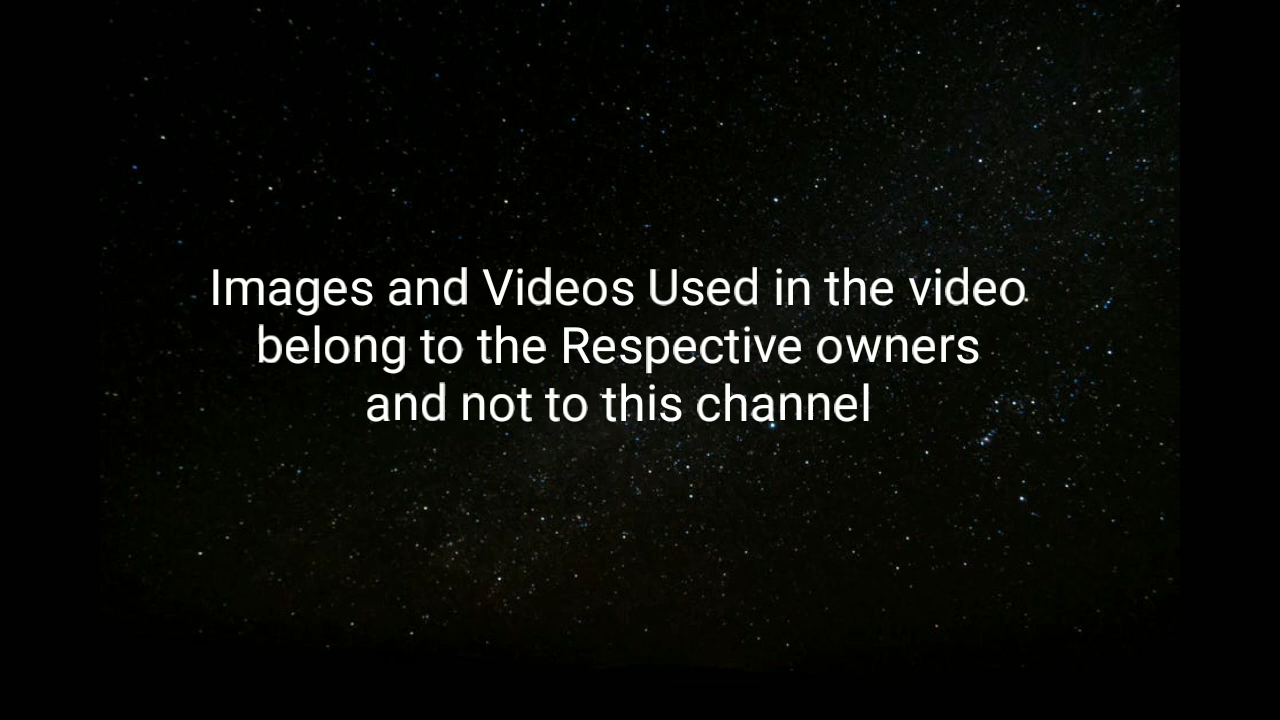 Images and Videos Used in the video
belong to the Respective owners
and not to this channel